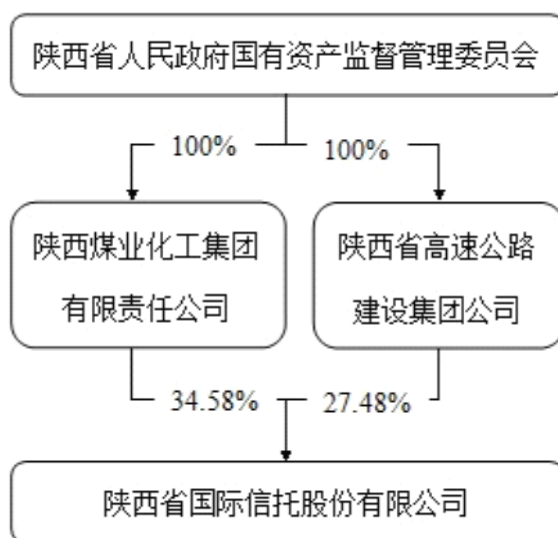 陕西省人民政府国有资产监督管理委员会
100%
100%
陕西煤业化工集团
有限责任公司
陕西省高速公路
建设集团公司
34.58%
27.48%
陕西省国际信托股份有限公司